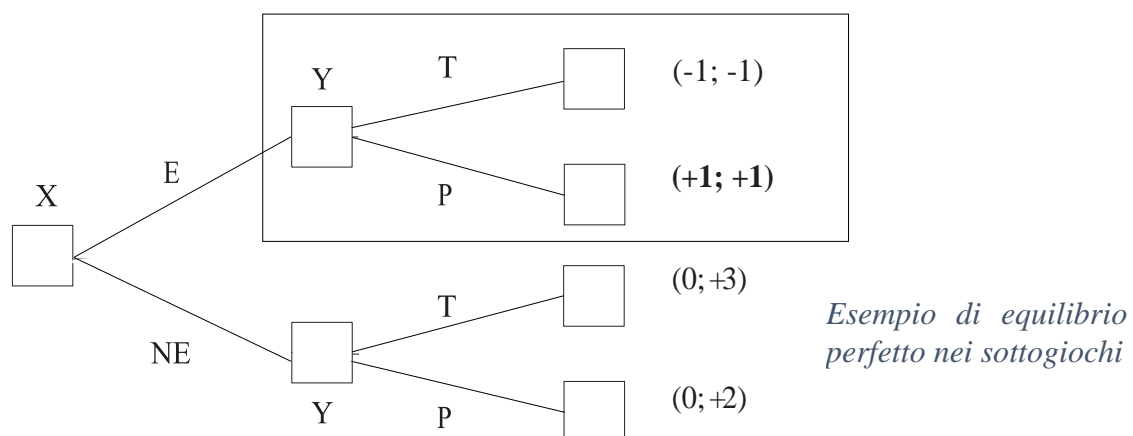 T
(-1; -1)
Y
E
P
(+1; +1)
X
T
(0; +3)
NE
Y
P
(0; +2)
Esempio di equilibrio
perfetto nei sottogiochi